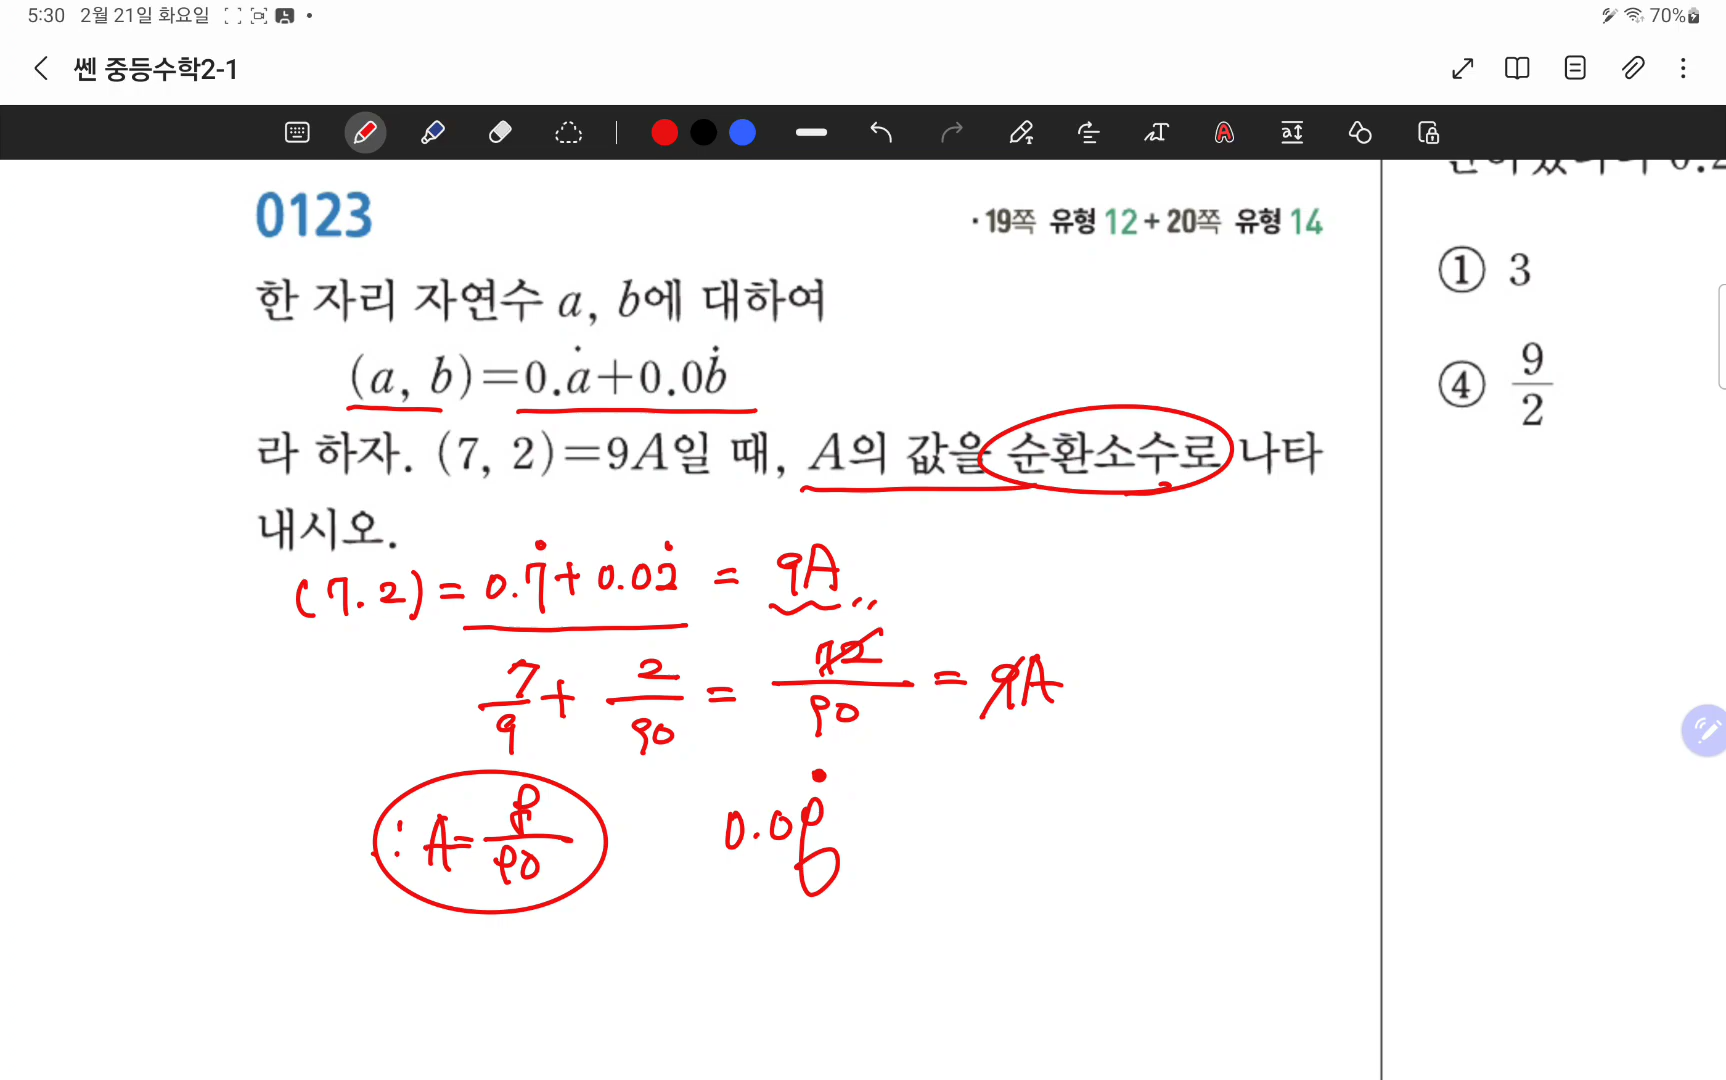 5:30 2월 21일 화요일 70%
쎈 중등수학2-1
0123 · 19쪽 유형 12 + 20쪽 유형 14
한 자리 자연수 a, b에 대하여
(a, b)=0.ȧ+0.0ḃ
라 하자. (7, 2)=9A일 때, A의 값을 순환소수로 나타
내시오.
(7.2) = 0.7̇ + 0.02̇ = 9A
7/9 + 2/90 = 72/90 = 9A
∴ A = 8/90 0.08̇
① 3
④ 9/2